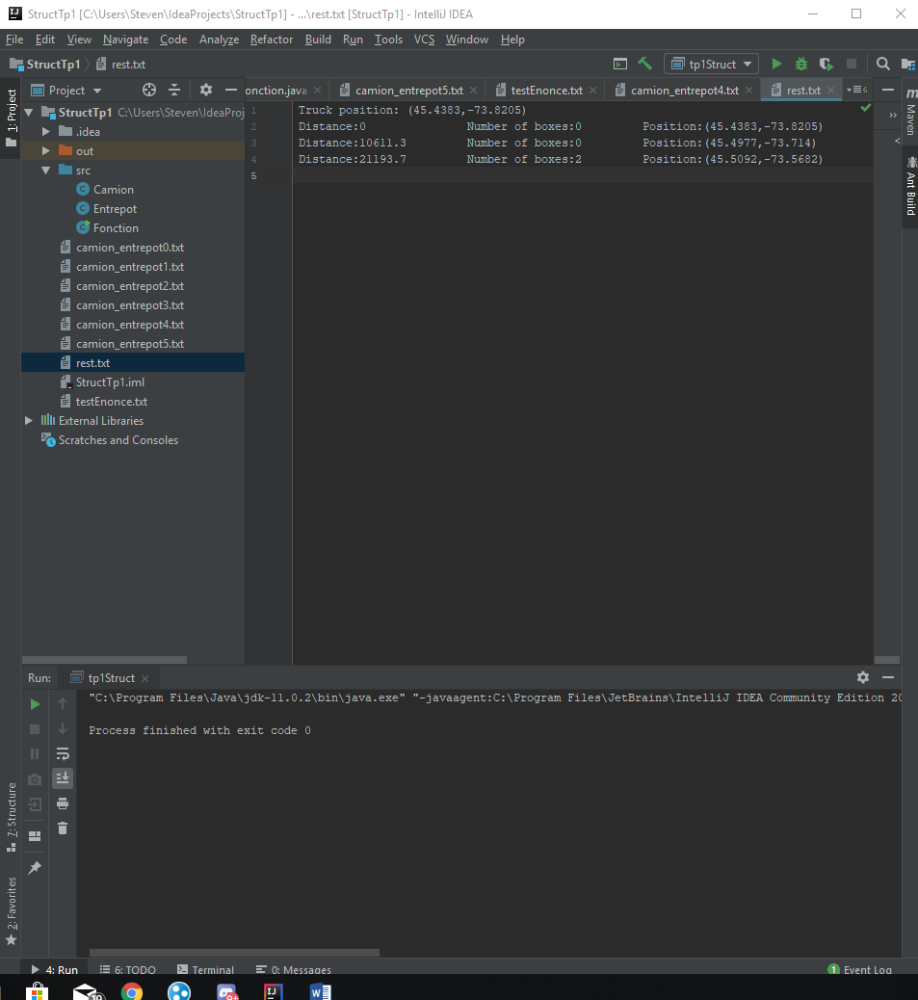 StructTp1 [C:\Users\Steven\IdeaProjects\StructTp1] - ...\rest.txt [StructTp1] - IntelliJ IDEA
File Edit View Navigate Code Analyze Refactor Build Run Tools VCS Window Help
StructTp1 rest.txt tp1Struct
1: Project
Project
onction.java camion_entrepot5.txt testEnonce.txt camion_entrepot4.txt rest.txt 6
StructTp1 C:\Users\Steven\IdeaProj
.idea
out
src
Camion
Entrepot
Fonction
camion_entrepot0.txt
camion_entrepot1.txt
camion_entrepot2.txt
camion_entrepot3.txt
camion_entrepot4.txt
camion_entrepot5.txt
rest.txt
StructTp1.iml
testEnonce.txt
External Libraries
Scratches and Consoles
1 Truck position: (45.4383,-73.8205)
2 Distance:0 Number of boxes:0 Position:(45.4383,-73.8205)
3 Distance:10611.3 Number of boxes:0 Position:(45.4977,-73.714)
4 Distance:21193.7 Number of boxes:2 Position:(45.5092,-73.5682)
5
Maven
Ant Build
Run: tp1Struct
"C:\Program Files\Java\jdk-11.0.2\bin\java.exe" "-javaagent:C:\Program Files\JetBrains\IntelliJ IDEA Community Edition 20
Process finished with exit code 0
7: Structure
2: Favorites
4: Run 6: TODO Terminal 0: Messages 1 Event Log